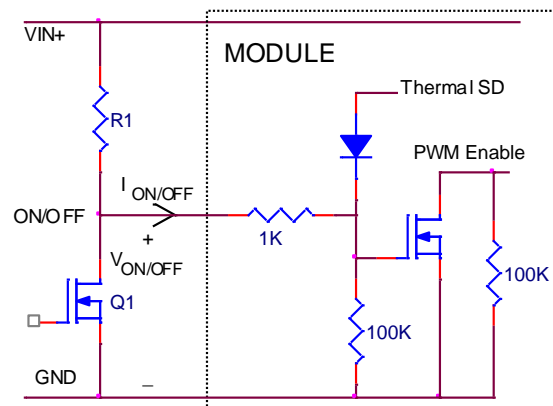 VIN+
MODULE
Thermal SD
R1
PWM Enable
I ON/OFF
ON/OFF
+
1K
V ON/OFF
Q1
100K
100K
GND
–